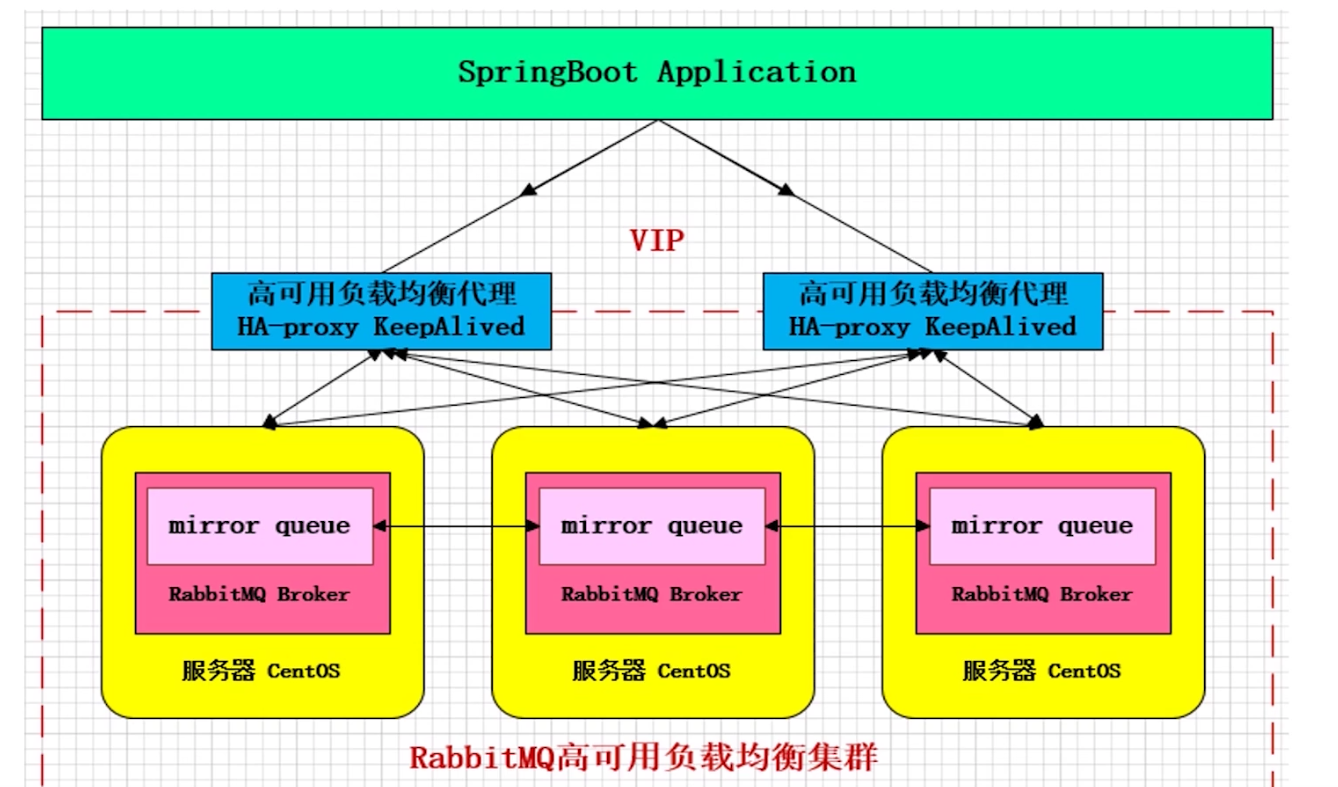 SpringBoot Application
VIP
高可用负载均衡代理
HA-proxy KeepAlived
高可用负载均衡代理
HA-proxy KeepAlived
mirror queue
RabbitMQ Broker
服务器 CentOS
mirror queue
RabbitMQ Broker
服务器 CentOS
mirror queue
RabbitMQ Broker
服务器 CentOS
RabbitMQ高可用负载均衡集群